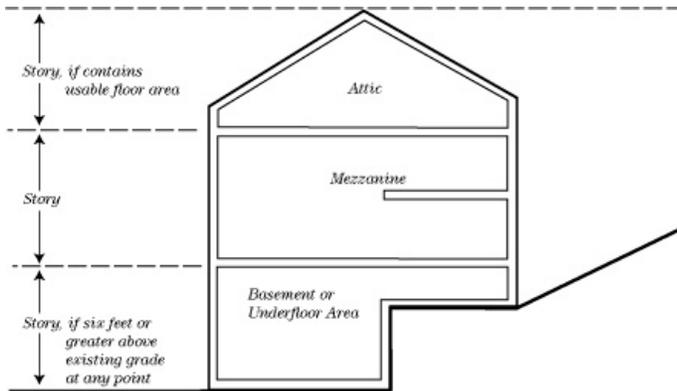 Story, if contains
usable floor area
Attic
Mezzanine
Story
Basement or
Underfloor Area
Story, if six feet or
greater above
existing grade
at any point